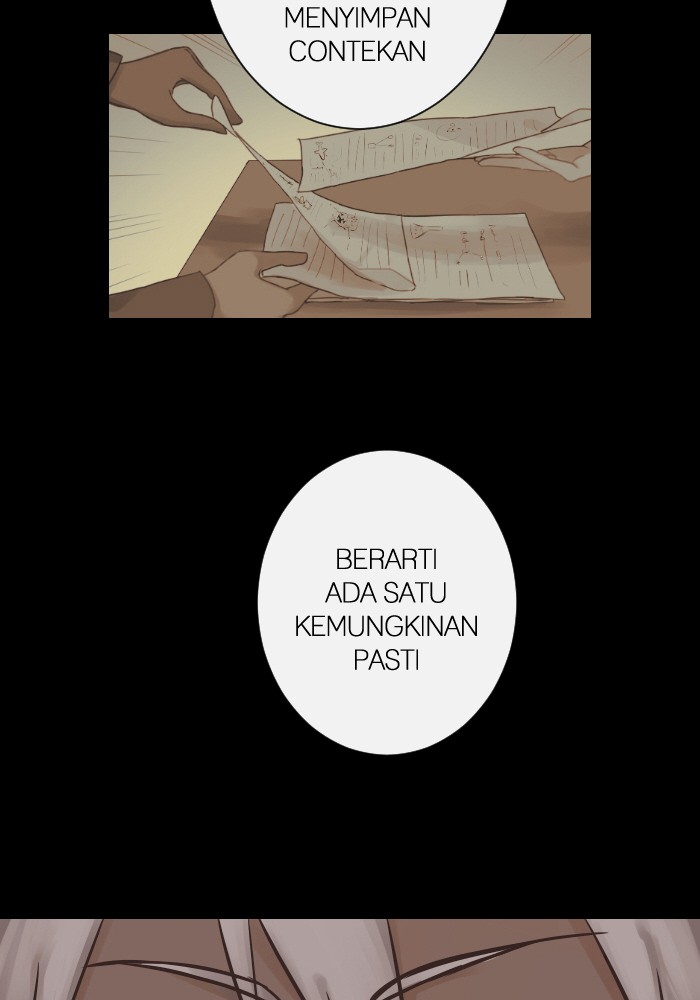 MENYIMPAN
CONTEKAN
BERARTI
ADA SATU
KEMUNGKINAN
PASTI